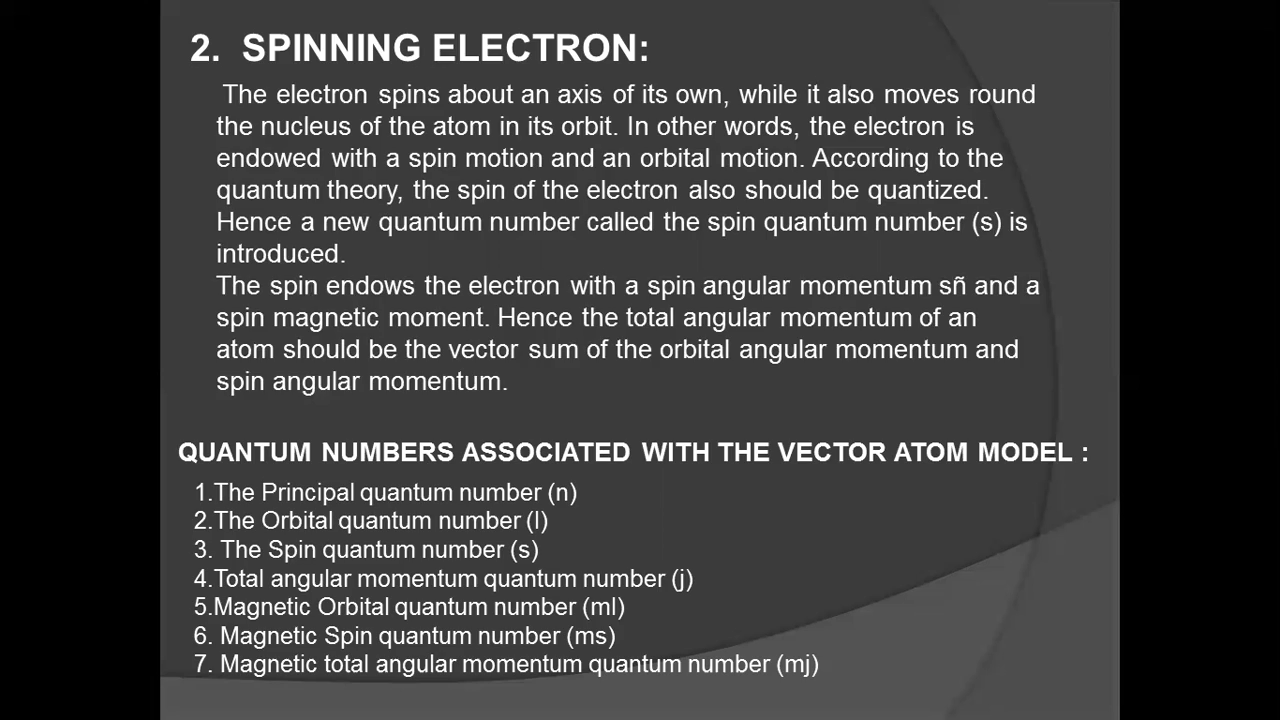 2. SPINNING ELECTRON:
The electron spins about an axis of its own, while it also moves round
the nucleus of the atom in its orbit. In other words, the electron is
endowed with a spin motion and an orbital motion. According to the
quantum theory, the spin of the electron also should be quantized.
Hence a new quantum number called the spin quantum number (s) is
introduced.
The spin endows the electron with a spin angular momentum sñ and a
spin magnetic moment. Hence the total angular momentum of an
atom should be the vector sum of the orbital angular momentum and
spin angular momentum.
QUANTUM NUMBERS ASSOCIATED WITH THE VECTOR ATOM MODEL :
1.The Principal quantum number (n)
2.The Orbital quantum number (l)
3. The Spin quantum number (s)
4.Total angular momentum quantum number (j)
5.Magnetic Orbital quantum number (ml)
6. Magnetic Spin quantum number (ms)
7. Magnetic total angular momentum quantum number (mj)